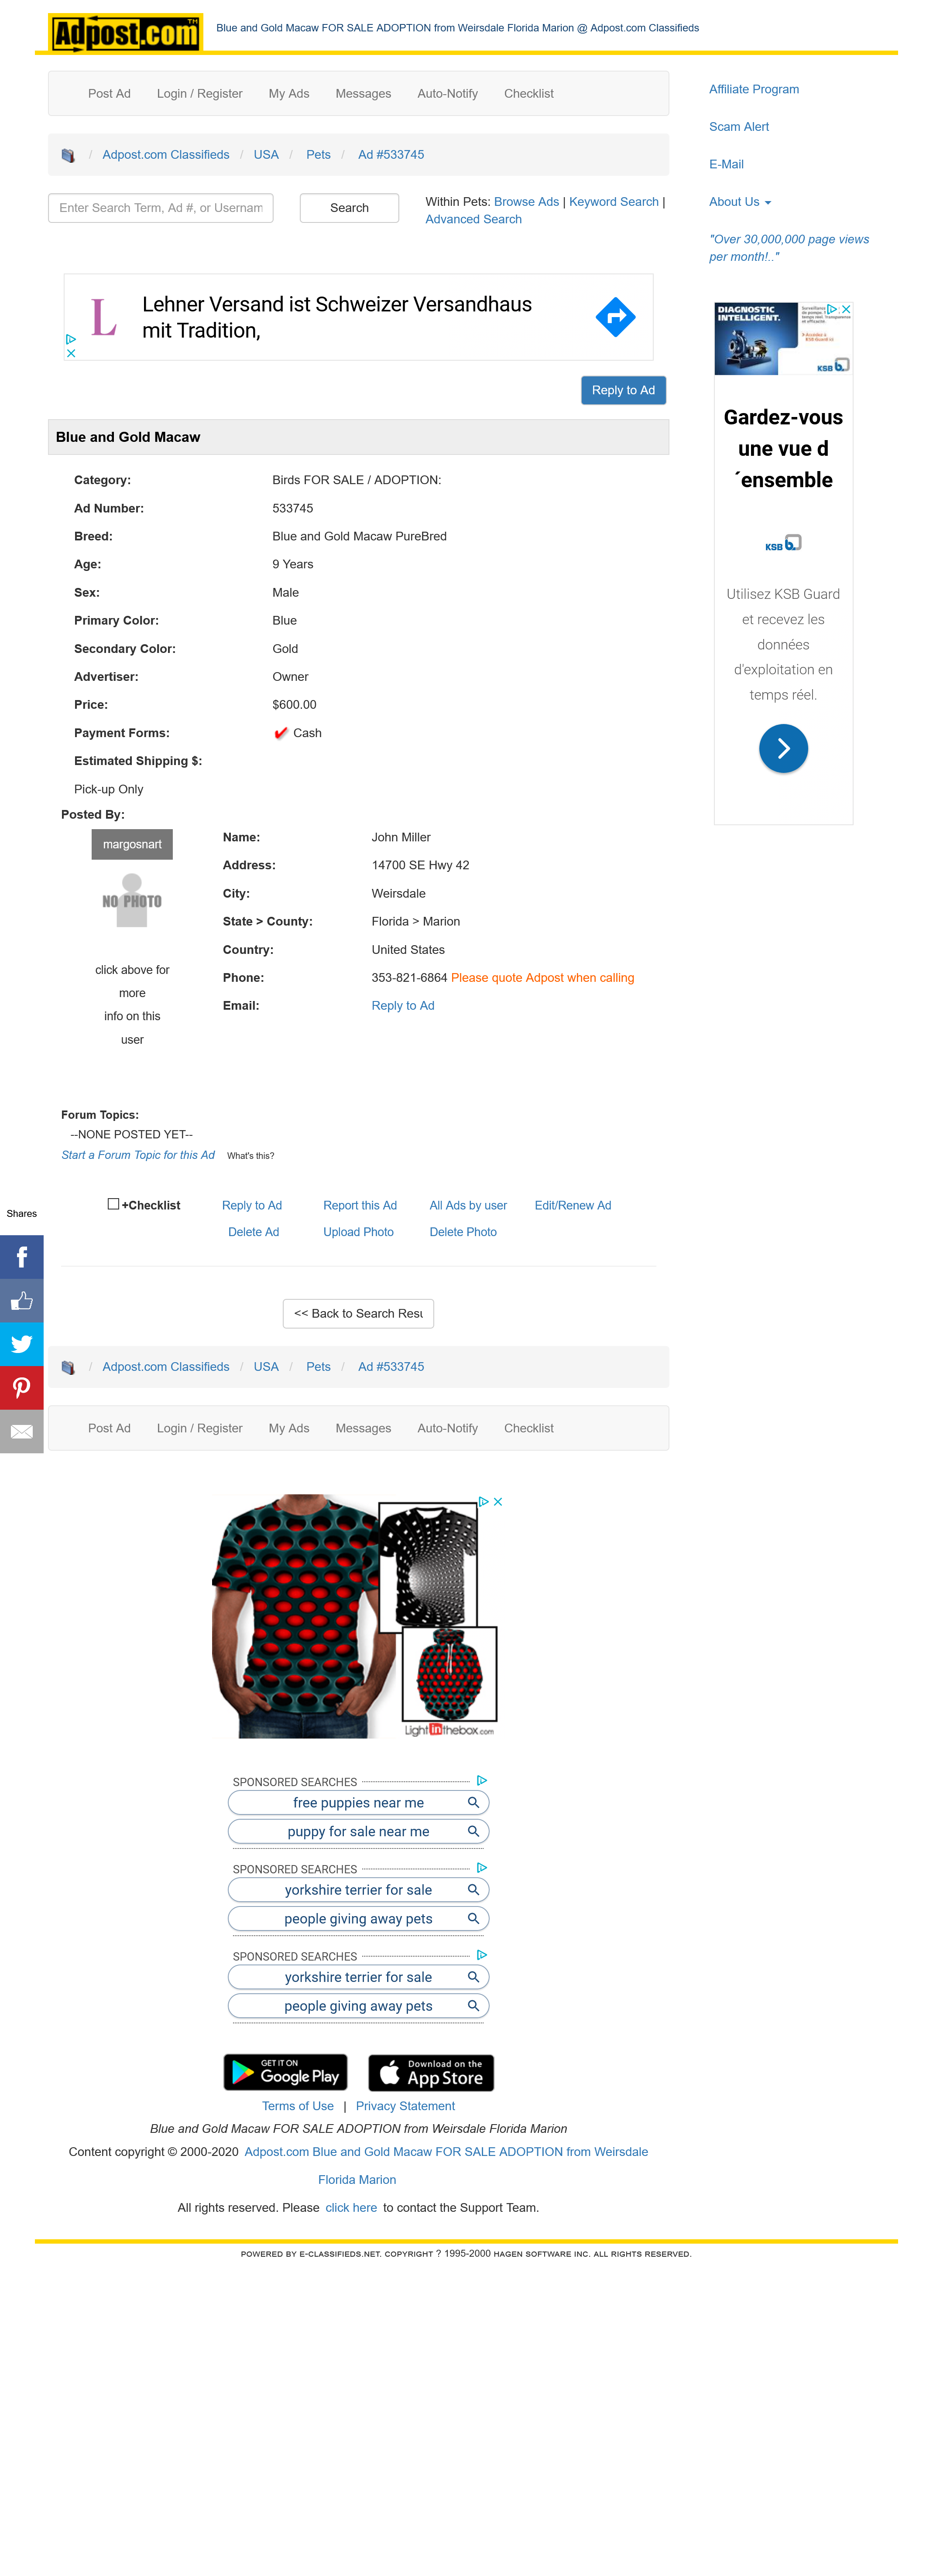 Adpost.com TM
Blue and Gold Macaw FOR SALE ADOPTION from Weirsdale Florida Marion @ Adpost.com Classifieds
Post Ad Login / Register My Ads Messages Auto-Notify Checklist
/ Adpost.com Classifieds / USA / Pets / Ad #533745
Enter Search Term, Ad #, or Usernam
Search
Within Pets: Browse Ads | Keyword Search |
Advanced Search
Affiliate Program
Scam Alert
E-Mail
About Us
"Over 30,000,000 page views
per month!.."
L
Lehner Versand ist Schweizer Versandhaus
mit Tradition,
Reply to Ad
DIAGNOSTIC
INTELLIGENT.
KSB
Gardez-vous
une vue d
´ensemble
KSB
Utilisez KSB Guard
et recevez les
données
d'exploitation en
temps réel.
Blue and Gold Macaw
Category: Birds FOR SALE / ADOPTION:
Ad Number: 533745
Breed: Blue and Gold Macaw PureBred
Age: 9 Years
Sex: Male
Primary Color: Blue
Secondary Color: Gold
Advertiser: Owner
Price: $600.00
Payment Forms: Cash
Estimated Shipping $:
Pick-up Only
Posted By:
margosnart
NO PHOTO
click above for
more
info on this
user
Name: John Miller
Address: 14700 SE Hwy 42
City: Weirsdale
State > County: Florida > Marion
Country: United States
Phone: 353-821-6864 Please quote Adpost when calling
Email: Reply to Ad
Forum Topics:
--NONE POSTED YET--
Start a Forum Topic for this Ad What's this?
+Checklist Reply to Ad Report this Ad All Ads by user Edit/Renew Ad
Delete Ad Upload Photo Delete Photo
Shares
<< Back to Search Resu
/ Adpost.com Classifieds / USA / Pets / Ad #533745
Post Ad Login / Register My Ads Messages Auto-Notify Checklist
Lightinthebox.com
SPONSORED SEARCHES
free puppies near me
puppy for sale near me
SPONSORED SEARCHES
yorkshire terrier for sale
people giving away pets
SPONSORED SEARCHES
yorkshire terrier for sale
people giving away pets
GET IT ON
Google Play
Download on the
App Store
Terms of Use | Privacy Statement
Blue and Gold Macaw FOR SALE ADOPTION from Weirsdale Florida Marion
Content copyright © 2000-2020 Adpost.com Blue and Gold Macaw FOR SALE ADOPTION from Weirsdale
Florida Marion
All rights reserved. Please click here to contact the Support Team.
POWERED BY E-CLASSIFIEDS.NET. COPYRIGHT ? 1995-2000 HAGEN SOFTWARE INC. ALL RIGHTS RESERVED.